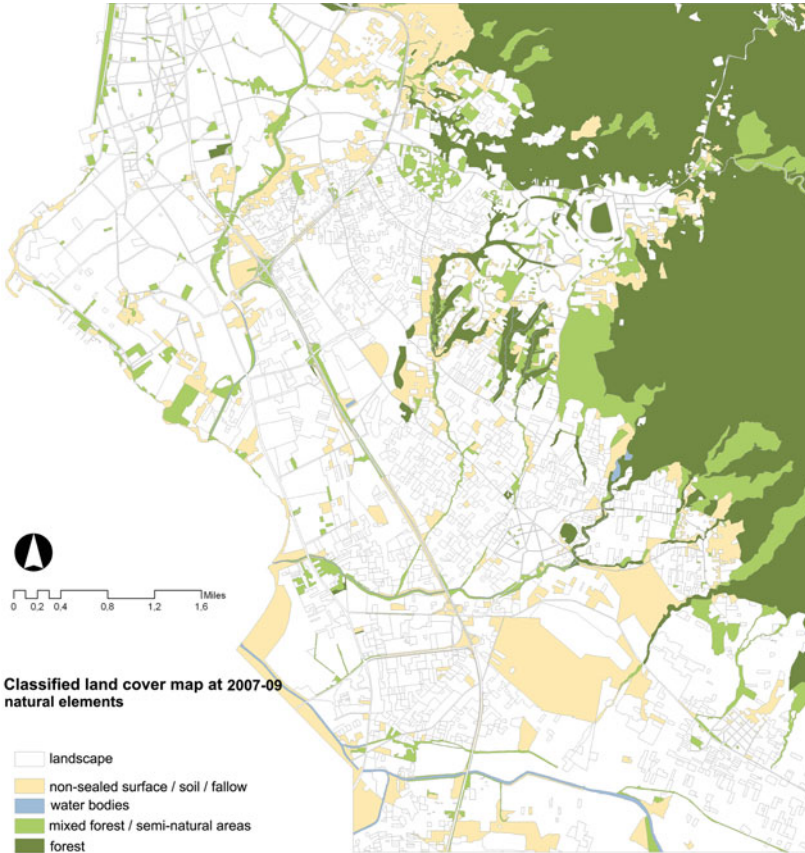 Miles
0 0,2 0,4 0,8 1,2 1,6
Classified land cover map at 2007-09
natural elements
landscape
non-sealed surface / soil / fallow
water bodies
mixed forest / semi-natural areas
forest